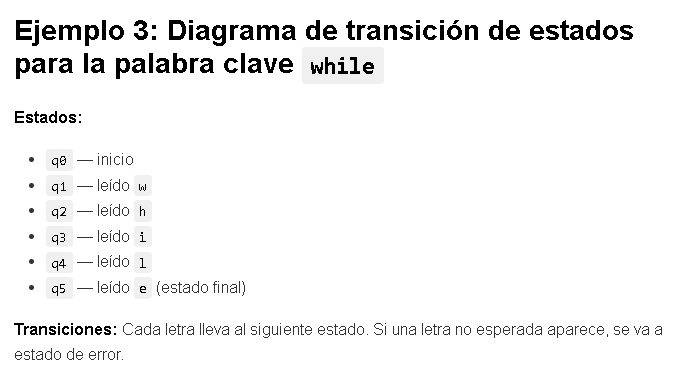 Ejemplo 3: Diagrama de transición de estados
para la palabra clave while
Estados:
• q0 — inicio
• q1 — leído w
• q2 — leído h
• q3 — leído i
• q4 — leído l
• q5 — leído e (estado final)
Transiciones: Cada letra lleva al siguiente estado. Si una letra no esperada aparece, se va a
estado de error.